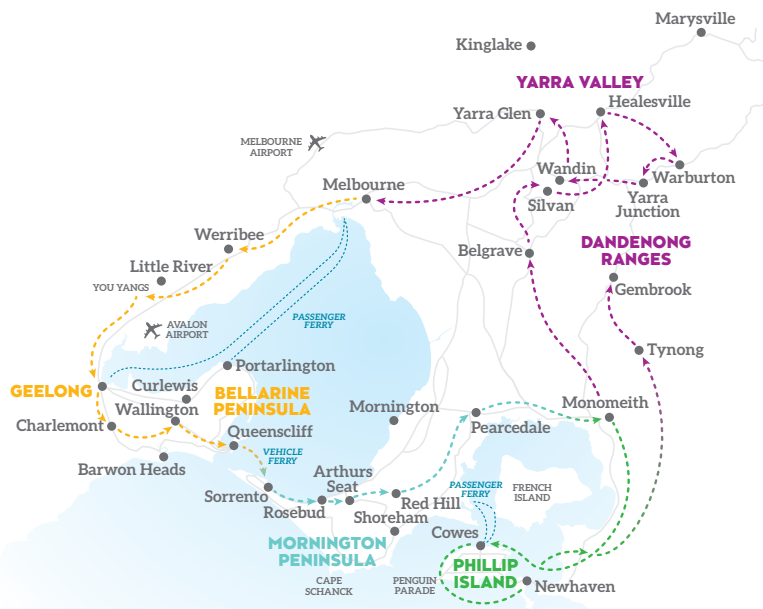 Marysville
Kinglake
YARRA VALLEY
Healesville
Yarra Glen
MELBOURNE
AIRPORT
Wandin
Warburton
Melbourne
Silvan
Yarra
Junction
Werribee
DANDENONG
RANGES
Belgrave
Little River
YOU YANGS
Gembrook
PASSENGER
FERRY
AVALON
AIRPORT
Tynong
Portarlington
GEELONG
Curlewis
BELLARINE
PENINSULA
Wallington
Mornington
Monomeith
Charlemont
Queenscliff
Pearcedale
VEHICLE
FERRY
Barwon Heads
Arthurs
Seat
PASSENGER
FERRY
FRENCH
ISLAND
Sorrento
Rosebud
Red Hill
Shoreham
Cowes
MORNINGTON
PENINSULA
PHILLIP
ISLAND
CAPE
SCHANCK
PENGUIN
PARADE
Newhaven